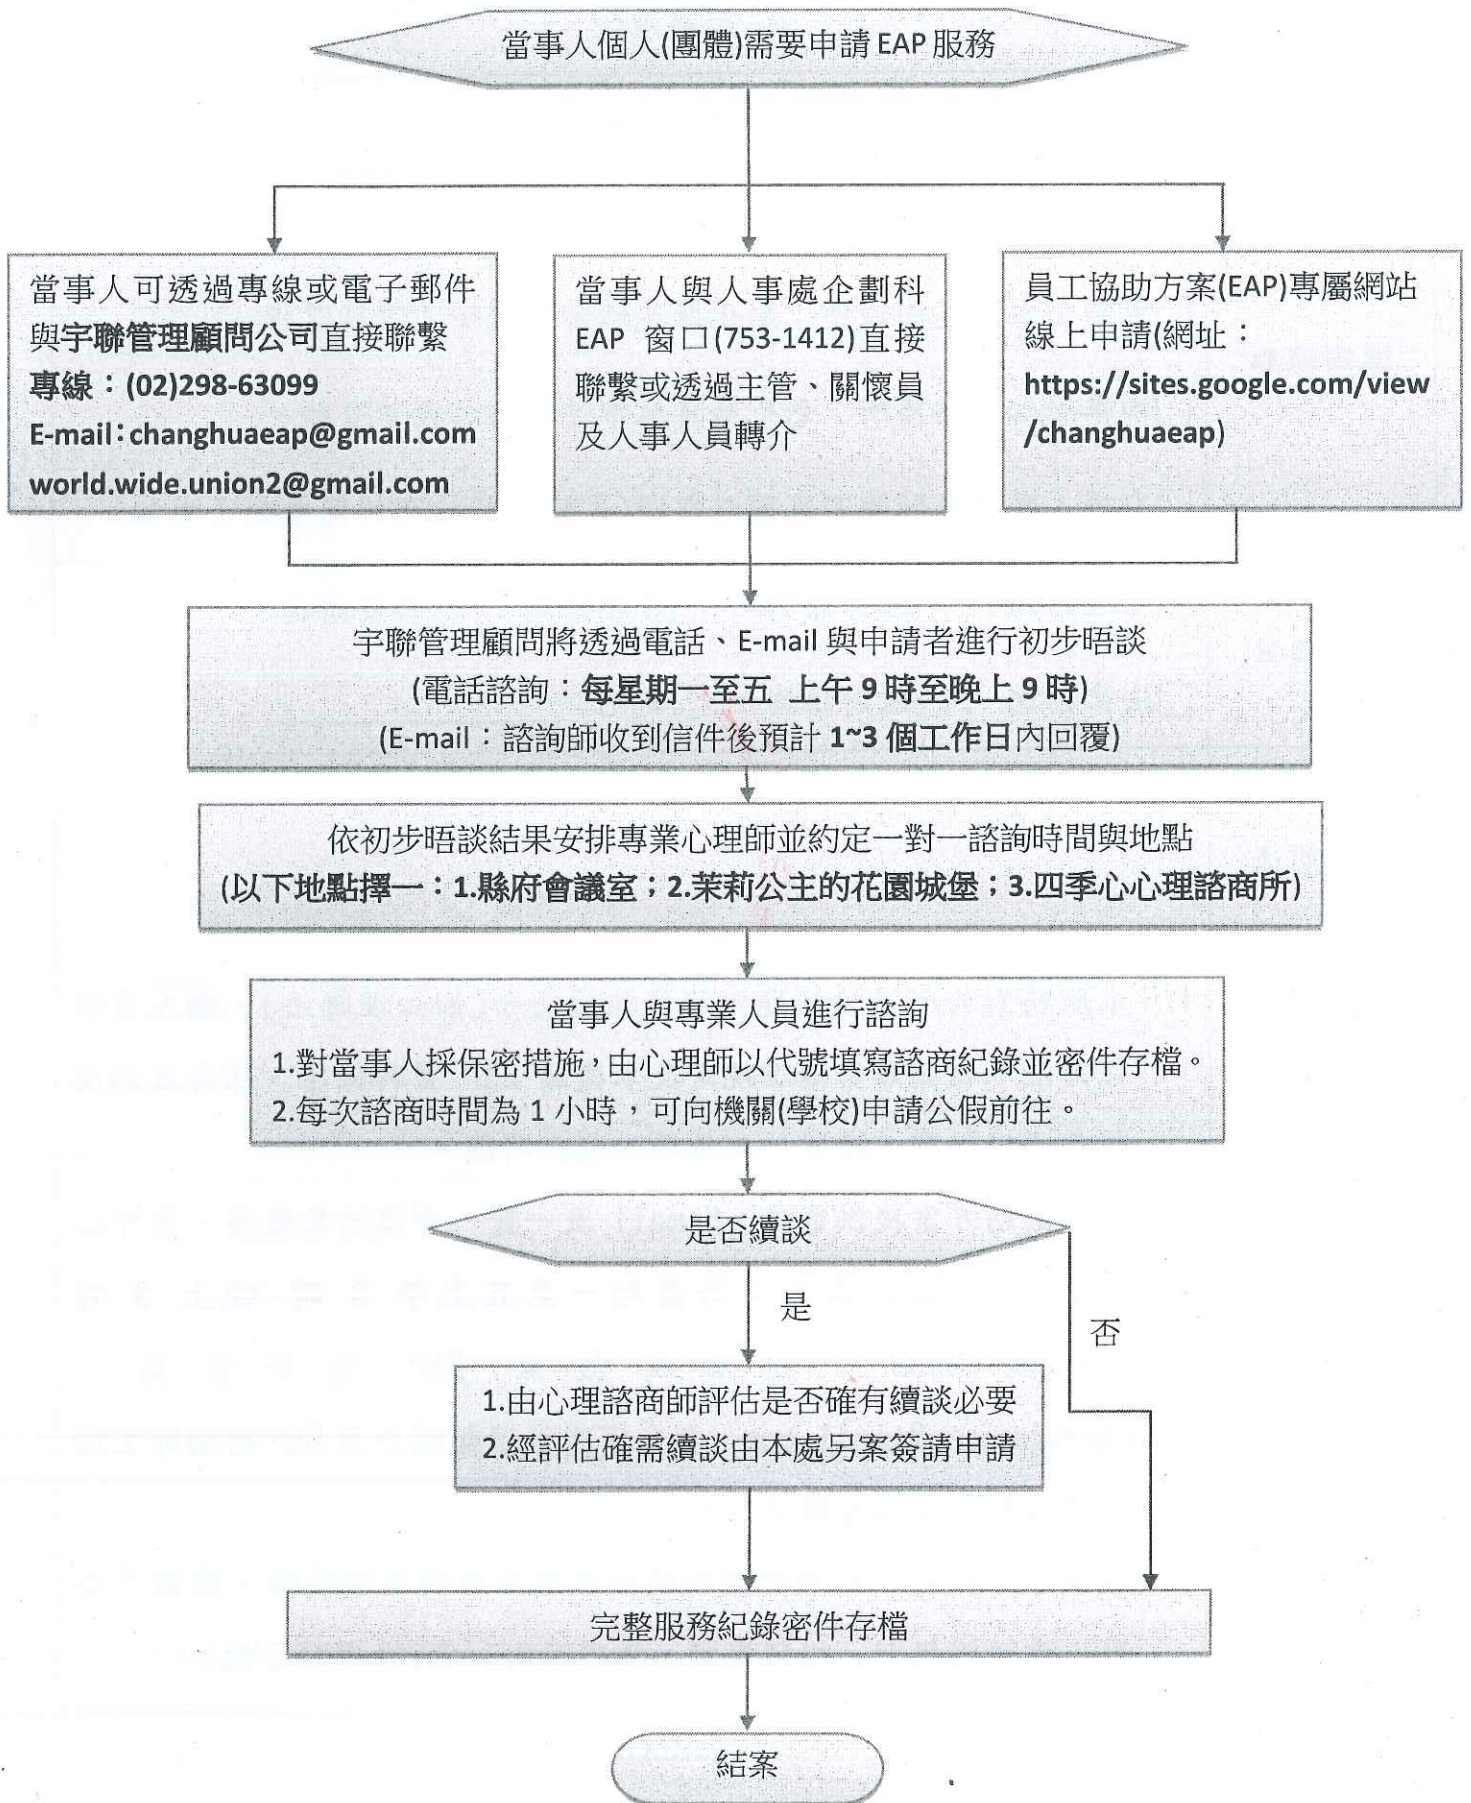 當事人個人(團體)需要申請 EAP 服務
當事人可透過專線或電子郵件
與宇聯管理顧問公司直接聯繫
專線：(02)298-63099
E-mail：changhuaeap@gmail.com
world.wide.union2@gmail.com
當事人與人事處企劃科
EAP 窗口(753-1412)直接
聯繫或透過主管、關懷員
及人事人員轉介
員工協助方案(EAP)專屬網站
線上申請(網址：
https://sites.google.com/view
/changhuaeap)
宇聯管理顧問將透過電話、E-mail 與申請者進行初步晤談
(電話諮詢：每星期一至五 上午 9 時至晚上 9 時)
(E-mail：諮詢師收到信件後預計 1~3 個工作日內回覆)
依初步晤談結果安排專業心理師並約定一對一諮詢時間與地點
(以下地點擇一：1.縣府會議室；2.茉莉公主的花園城堡；3.四季心心理諮商所)
當事人與專業人員進行諮詢
1.對當事人採保密措施，由心理師以代號填寫諮商紀錄並密件存檔。
2.每次諮商時間為 1 小時，可向機關(學校)申請公假前往。
是否續談
是
否
1.由心理諮商師評估是否確有續談必要
2.經評估確需續談由本處另案簽請申請
完整服務紀錄密件存檔
結案